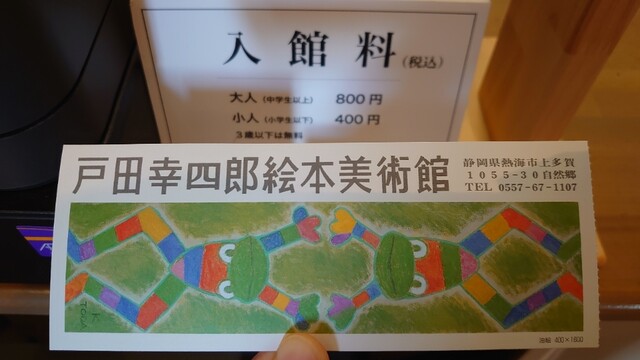 入館料(税込)
大人(中学生以上) 800円
小人(小学生以下) 400円
3歳以下は無料
戸田幸四郎絵本美術館
静岡県熱海市上多賀
1055-30自然郷
TEL 0557-67-1107